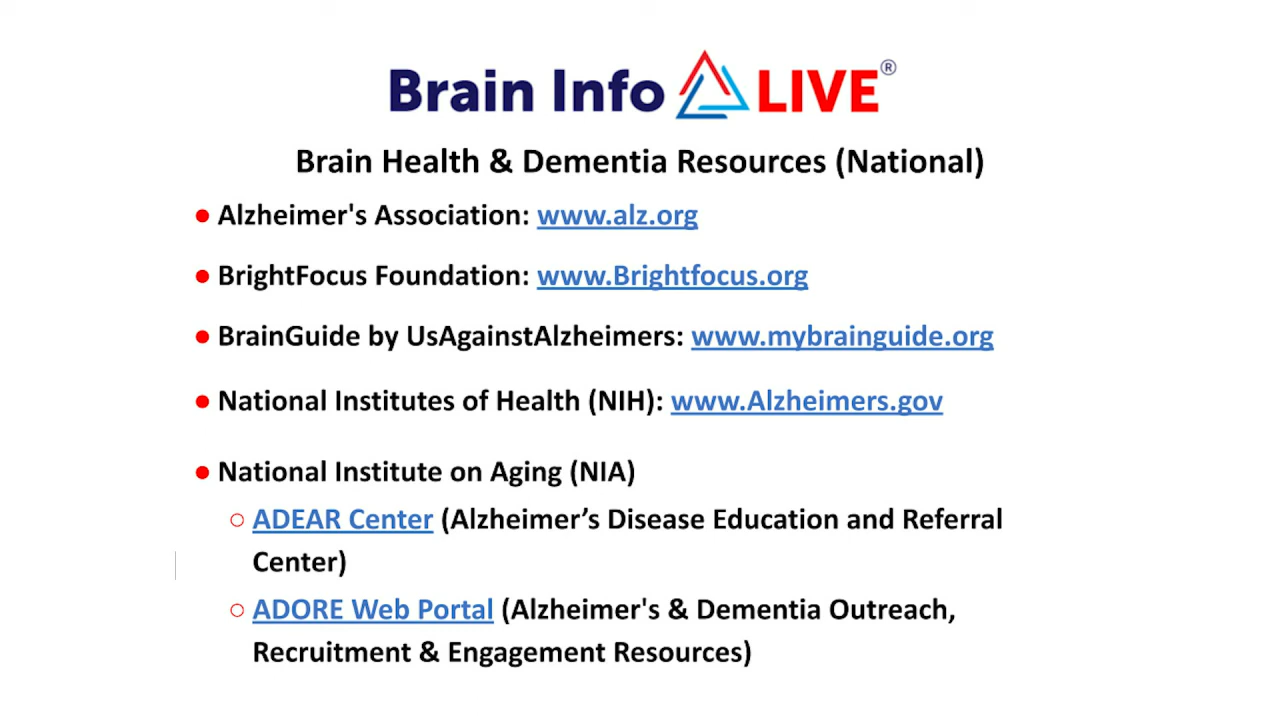 Brain Info LIVE®
Brain Health & Dementia Resources (National)
● Alzheimer's Association: www.alz.org
● BrightFocus Foundation: www.Brightfocus.org
● BrainGuide by UsAgainstAlzheimers: www.mybrainguide.org
● National Institutes of Health (NIH): www.Alzheimers.gov
● National Institute on Aging (NIA)
○ ADEAR Center (Alzheimer’s Disease Education and Referral
Center)
○ ADORE Web Portal (Alzheimer's & Dementia Outreach,
Recruitment & Engagement Resources)